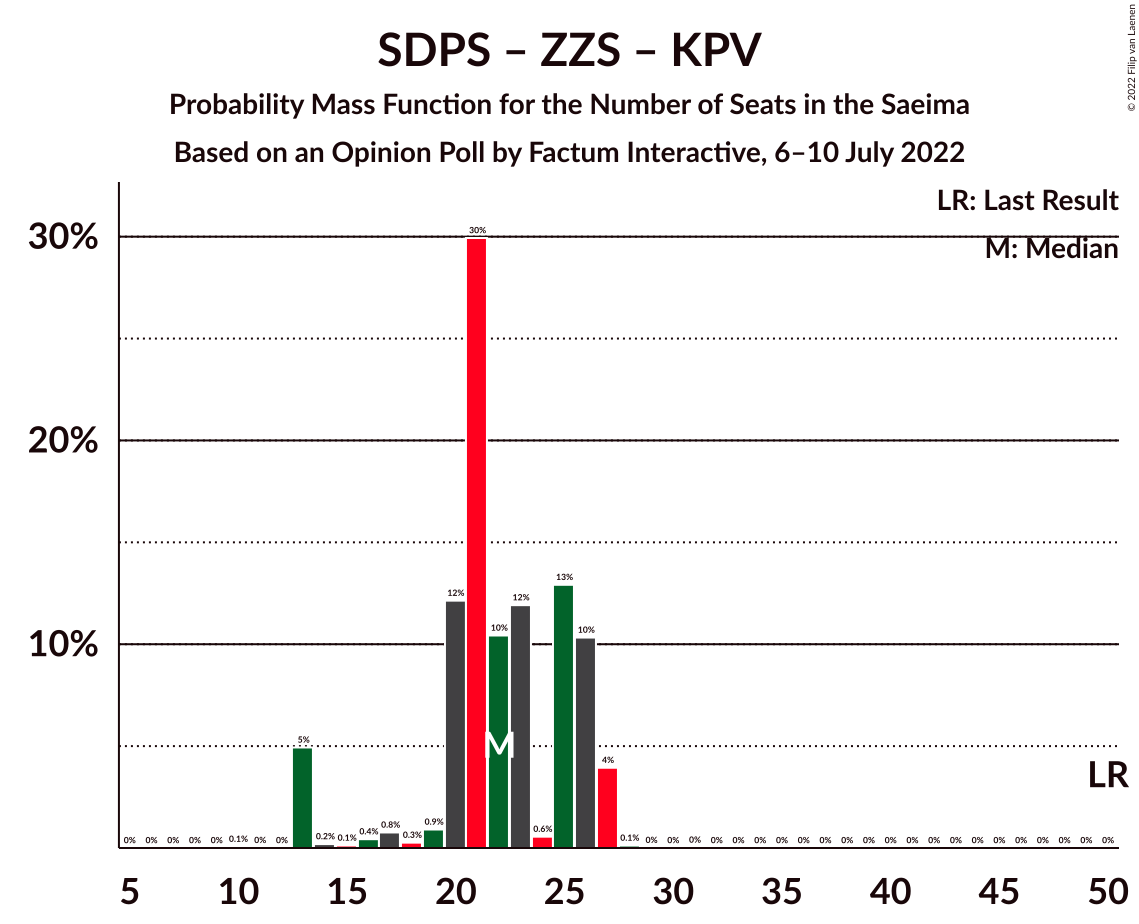 SDPS – ZZS – KPV
Probability Mass Function for the Number of Seats in the Saeima
Based on an Opinion Poll by Factum Interactive, 6–10 July 2022
© 2022 Filip van Laenen
LR: Last Result
M: Median
30%
20%
10%
0% 0% 0% 0% 0% 0.1% 0% 0% 5% 0.2% 0.1% 0.4% 0.8% 0.3% 0.9% 12% 30% 10% 12% 0.6% 13% 10% 4% 0.1% 0% 0% 0% 0% 0% 0% 0% 0% 0% 0% 0% 0% 0% 0% 0% 0% 0% 0% 0% 0% 0% 0%
M
LR
5 10 15 20 25 30 35 40 45 50